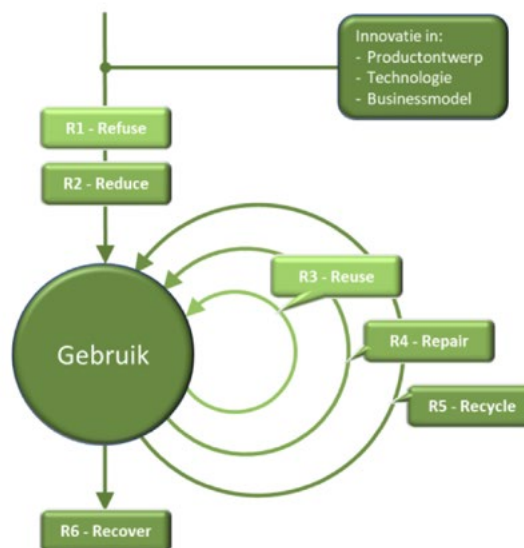 Innovatie in:
- Productontwerp
- Technologie
- Businessmodel
R1 - Refuse
R2 - Reduce
R3 - Reuse
Gebruik
R4 - Repair
R5 - Recycle
R6 - Recover